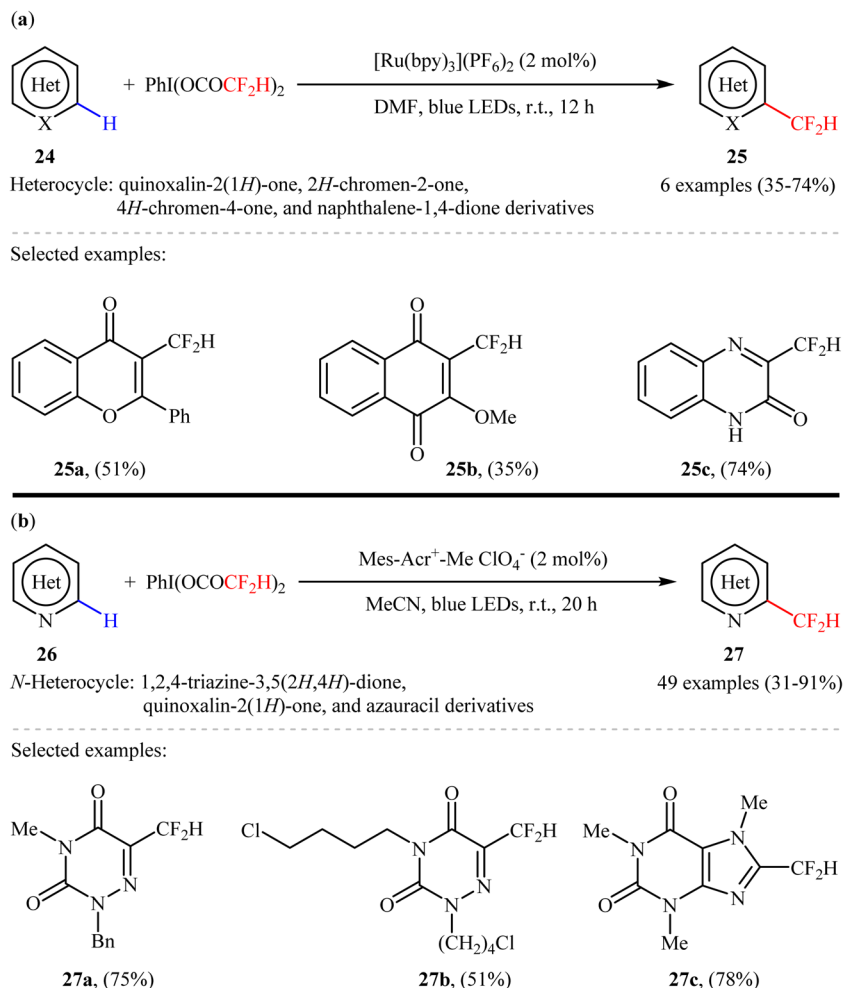 (a)
[Ru(bpy)3](PF6)2 (2 mol%)
Het + PhI(OCOCF2H)2 Het
DMF, blue LEDs, r.t., 12 h
X H X CF2H
24 25
Heterocycle: quinoxalin-2(1H)-one, 2H-chromen-2-one, 6 examples (35-74%)
4H-chromen-4-one, and naphthalene-1,4-dione derivatives
Selected examples:
O CF2H O Ph
O CF2H OMe O
N CF2H N H O
25a, (51%) 25b, (35%) 25c, (74%)
(b)
Mes-Acr+-Me ClO4- (2 mol%)
Het + PhI(OCOCF2H)2 Het
MeCN, blue LEDs, r.t., 20 h
N H N CF2H
26 27
N-Heterocycle: 1,2,4-triazine-3,5(2H,4H)-dione, 49 examples (31-91%)
quinoxalin-2(1H)-one, and azauracil derivatives
Selected examples:
O Me N CF2H O N N Bn
Cl O N CF2H O N N (CH2)4Cl
O Me Me N N CF2H O N N Me
27a, (75%) 27b, (51%) 27c, (78%)